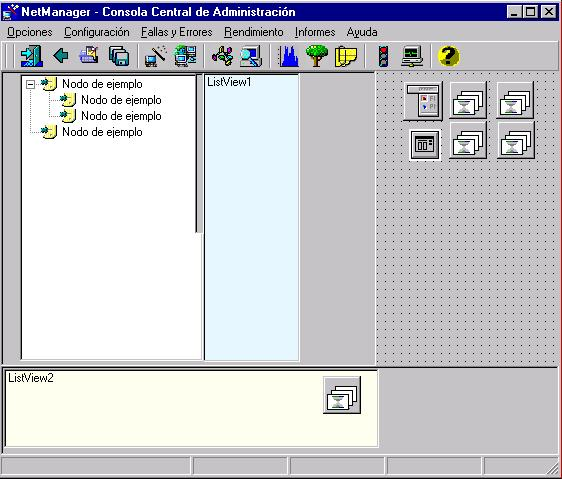 NetManager - Consola Central de Administración
Opciones Configuración Fallas y Errores Rendimiento Informes Ayuda
Nodo de ejemplo
Nodo de ejemplo
Nodo de ejemplo
Nodo de ejemplo
ListView1
ListView2